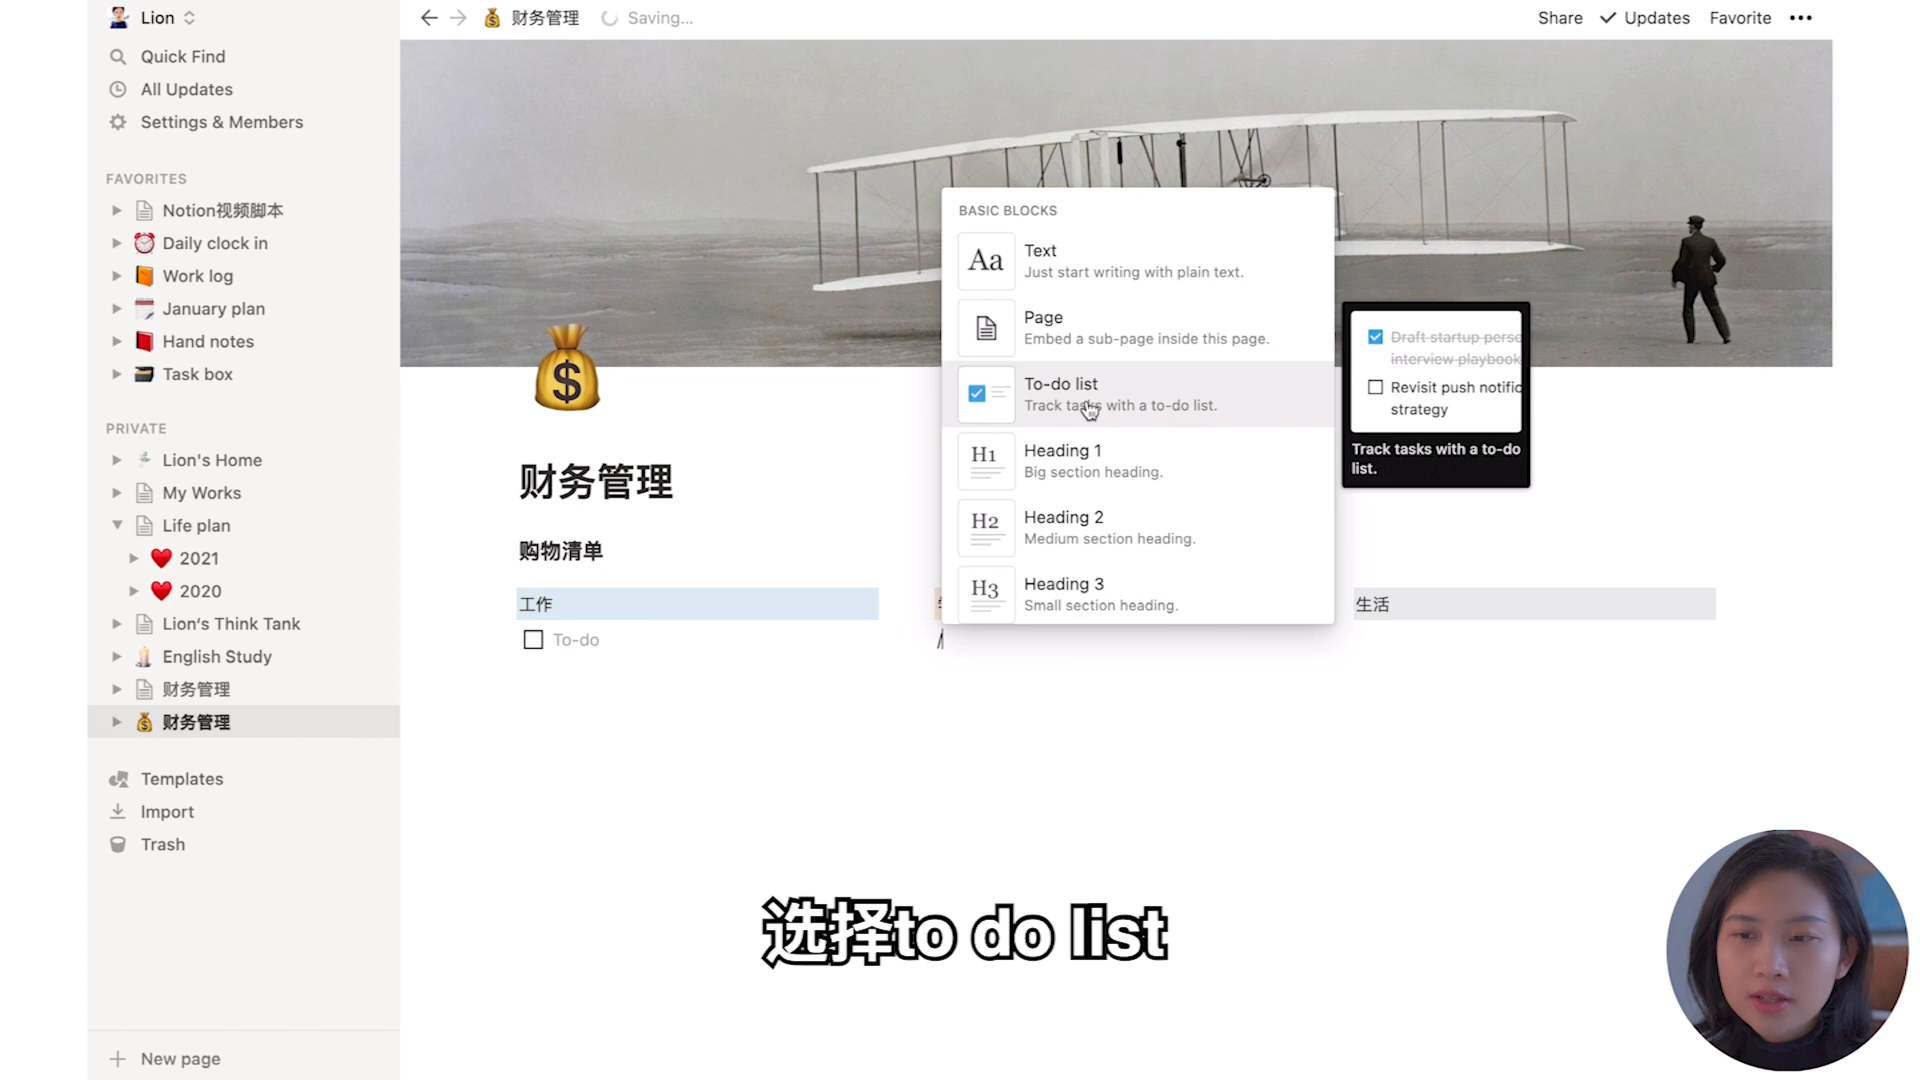 Lion
Quick Find
All Updates
Settings & Members
FAVORITES
Notion视频脚本
Daily clock in
Work log
January plan
Hand notes
Task box
PRIVATE
Lion's Home
My Works
Life plan
2021
2020
Lion‘s Think Tank
English Study
财务管理
财务管理
Templates
Import
Trash
New page
财务管理
Saving...
Share
Updates
Favorite
财务管理
购物清单
工作
To-do
/
生活
BASIC BLOCKS
Text
Just start writing with plain text.
Page
Embed a sub-page inside this page.
To-do list
Track tasks with a to-do list.
Heading 1
Big section heading.
Heading 2
Medium section heading.
Heading 3
Small section heading.
Draft startup perso
interview playbook
Revisit push notific
strategy
Track tasks with a to-do
list.
选择to do list